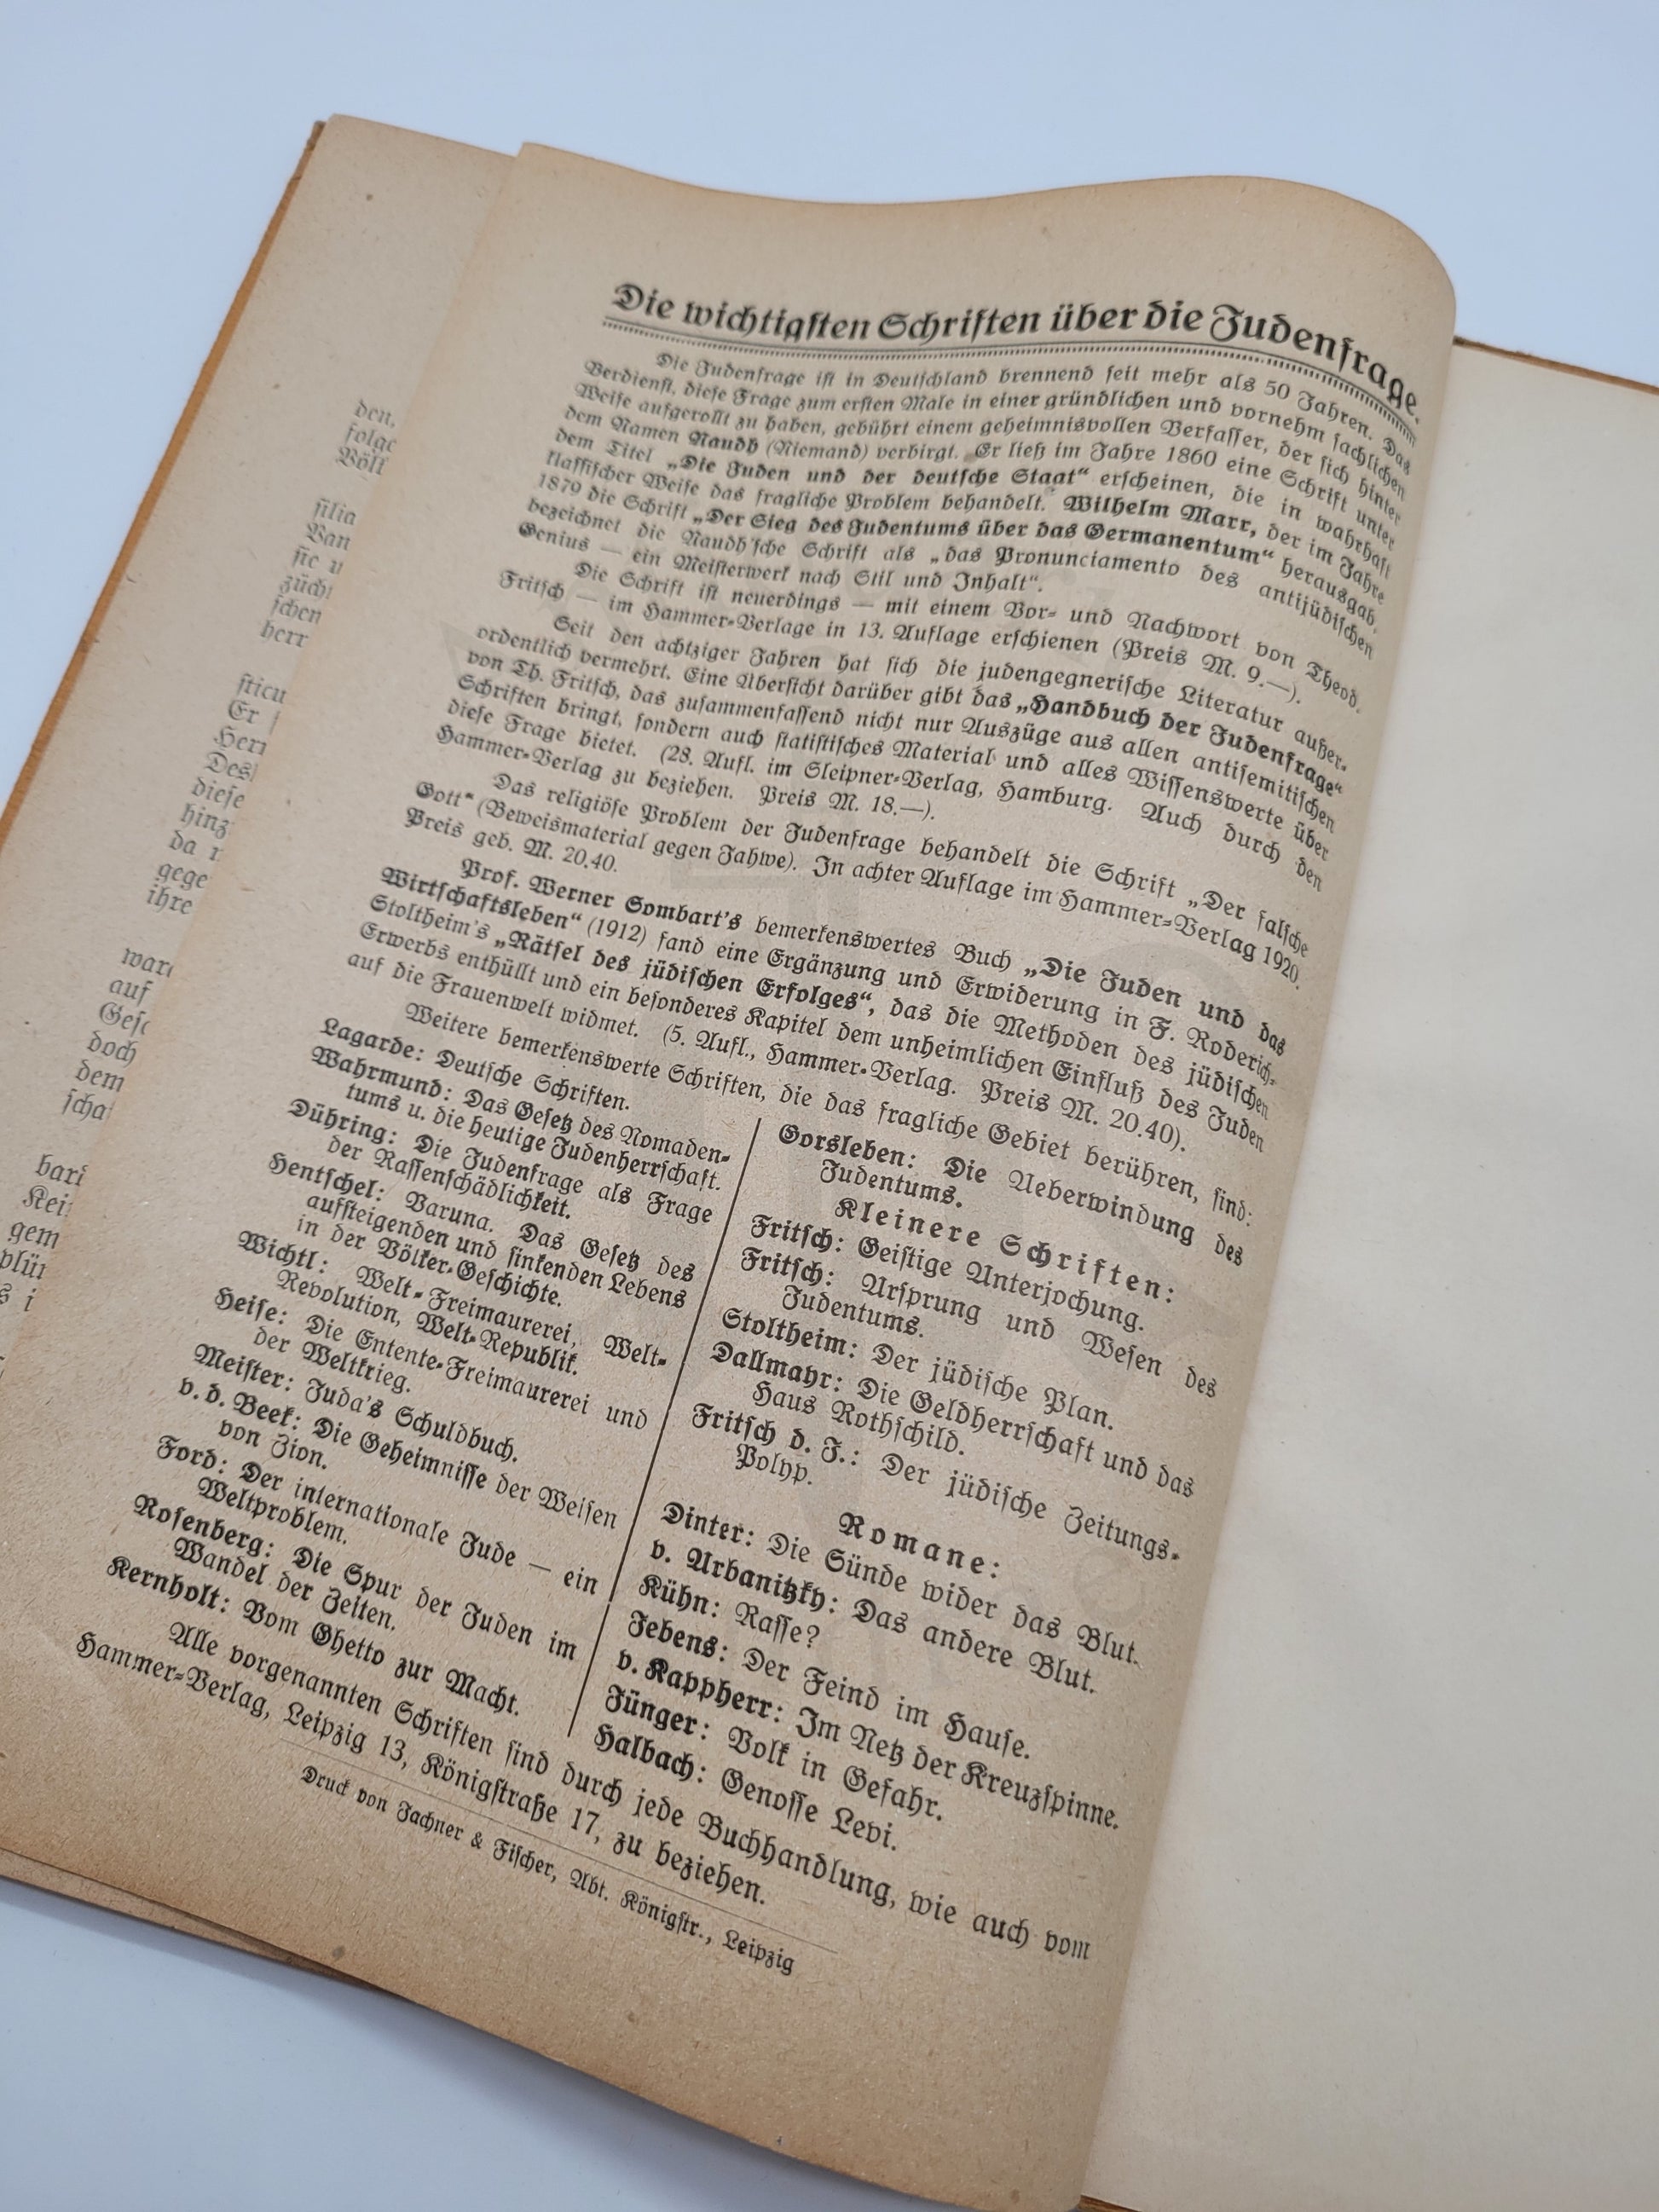 Die wichtigsten Schriften über die Judenfrage.
Die Judenfrage ist in Deutschland brennend seit mehr als 50 Jahren. Das
Verdienst, diese Frage zum ersten Male in einer gründlichen und vornehm sachlichen
Weise aufgerollt zu haben, gebührt einem geheimnisvollen Verfasser, der sich hinter
dem Namen Naudh (Niemand) verbirgt. Er ließ im Jahre 1860 eine Schrift unter
dem Titel „Die Juden und der deutsche Staat“ erscheinen, die in wahrhaft
klassischer Weise das fragliche Problem behandelt. Wilhelm Marr, der im Jahre
1879 die Schrift „Der Sieg des Judentums über das Germanentum“ herausgab,
bezeichnet die Naudh'sche Schrift als „das Pronunciamento des antijüdischen
Genius — ein Meisterwerk nach Stil und Inhalt“.
Die Schrift ist neuerdings — mit einem Vor- und Nachwort von Theod.
Fritsch — im Hammer-Verlage in 13. Auflage erschienen (Preis M. 9.—).
Seit den achtziger Jahren hat sich die judengegnerische Literatur außer-
ordentlich vermehrt. Eine Übersicht darüber gibt das „Handbuch der Judenfrage“
von Th. Fritsch, das zusammenfassend nicht nur Auszüge aus allen antisemitischen
Schriften bringt, sondern auch statistisches Material und alles Wissenswerte über
diese Frage bietet. (28. Aufl. im Sleipner-Verlag, Hamburg. Auch durch den
Hammer-Verlag zu beziehen. Preis M. 18.—).
Das religiöse Problem der Judenfrage behandelt die Schrift „Der falsche
Gott“ (Beweismaterial gegen Jahwe). In achter Auflage im Hammer-Verlag 1920.
Preis geb. M. 20.40.
Prof. Werner Sombart's bemerkenswertes Buch „Die Juden und das
Wirtschaftsleben“ (1912) fand eine Ergänzung und Erwiderung in F. Roderich-
Stoltheim's „Rätsel des jüdischen Erfolges“, das die Methoden des jüdischen
Erwerbs enthüllt und ein besonderes Kapitel dem unheimlichen Einfluß des Juden
auf die Frauenwelt widmet. (5. Aufl., Hammer-Verlag. Preis M. 20.40).
Weitere bemerkenswerte Schriften, die das fragliche Gebiet berühren, sind:
Lagarde: Deutsche Schriften.
Wahrmund: Das Gesetz des Nomaden-
tums u. die heutige Judenherrschaft.
Dühring: Die Judenfrage als Frage
der Rassenschädlichkeit.
Hentschel: Varuna. Das Gesetz des
aufsteigenden und sinkenden Lebens
in der Völker-Geschichte.
Wichtl: Welt-Freimaurerei, Welt-
Revolution, Welt-Republik.
Heise: Die Entente-Freimaurerei und
der Weltkrieg.
Meister: Juda's Schuldbuch.
v. d. Beek: Die Geheimnisse der Weisen
von Zion.
Ford: Der internationale Jude — ein
Weltproblem.
Rosenberg: Die Spur der Juden im
Wandel der Zeiten.
Kernholt: Vom Ghetto zur Macht.
Gorsleben: Die Ueberwindung des
Judentums.
Kleinere Schriften:
Fritsch: Geistige Unterjochung.
Fritsch: Ursprung und Wesen des
Judentums.
Stoltheim: Der jüdische Plan.
Dallmayr: Die Geldherrschaft und das
Haus Rothschild.
Fritsch d. J.: Der jüdische Zeitungs-
Polyp.
Romane:
Dinter: Die Sünde wider das Blut.
v. Urbanitzky: Das andere Blut.
Kühn: Rasse?
Jebens: Der Feind im Hause.
v. Kappherr: Im Netz der Kreuzspinne.
Jünger: Volk in Gefahr.
Halbach: Genosse Levi.
Alle vorgenannten Schriften sind durch jede Buchhandlung, wie auch vom
Hammer-Verlag, Leipzig 13, Königstraße 17, zu beziehen.
Druck von Jachner & Fischer, Abt. Königstr., Leipzig